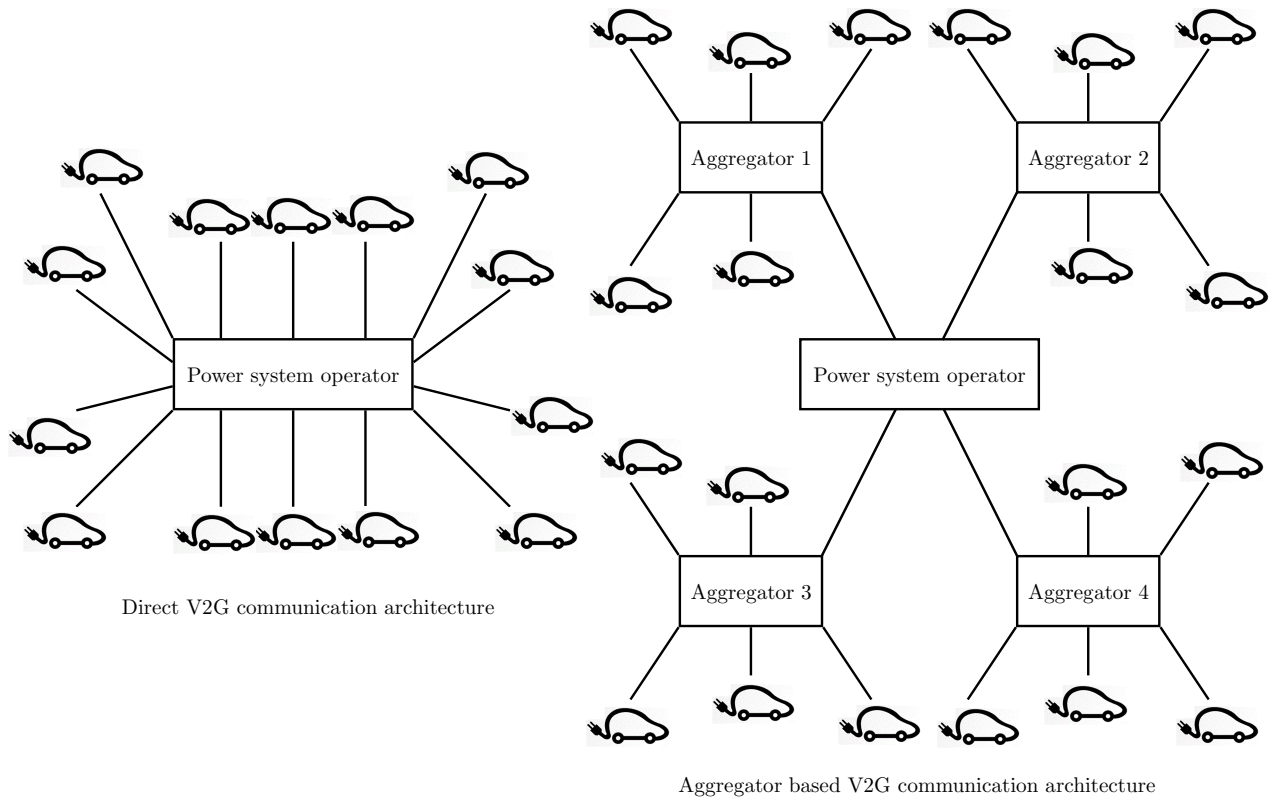 Power system operator
Direct V2G communication architecture
Aggregator 1
Aggregator 2
Power system operator
Aggregator 3
Aggregator 4
Aggregator based V2G communication architecture